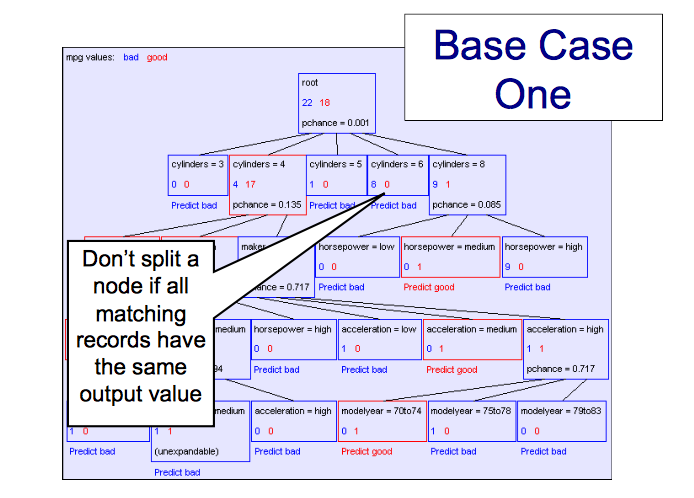 Base Case
One
mpg values: bad good
root
22 18
pchance = 0.001
cylinders = 3
0 0
Predict bad
cylinders = 4
4 17
pchance = 0.135
cylinders = 5
1 0
Predict bad
cylinders = 6
8 0
Predict bad
cylinders = 8
9 1
pchance = 0.085
Don't split a
node if all
matching
records have
the same
output value
maker
= 0.717
horsepower = low
0 0
Predict bad
horsepower = medium
0 1
Predict good
horsepower = high
9 0
Predict bad
medium
horsepower = high
0 0
Predict bad
acceleration = low
1 0
Predict bad
acceleration = medium
0 1
Predict good
acceleration = high
1 1
pchance = 0.717
1 0
Predict bad
medium
1 1
(unexpandable)
Predict bad
acceleration = high
0 0
Predict bad
modelyear = 70to74
0 1
Predict good
modelyear = 75to78
1 0
Predict bad
modelyear = 79to83
0 0
Predict bad